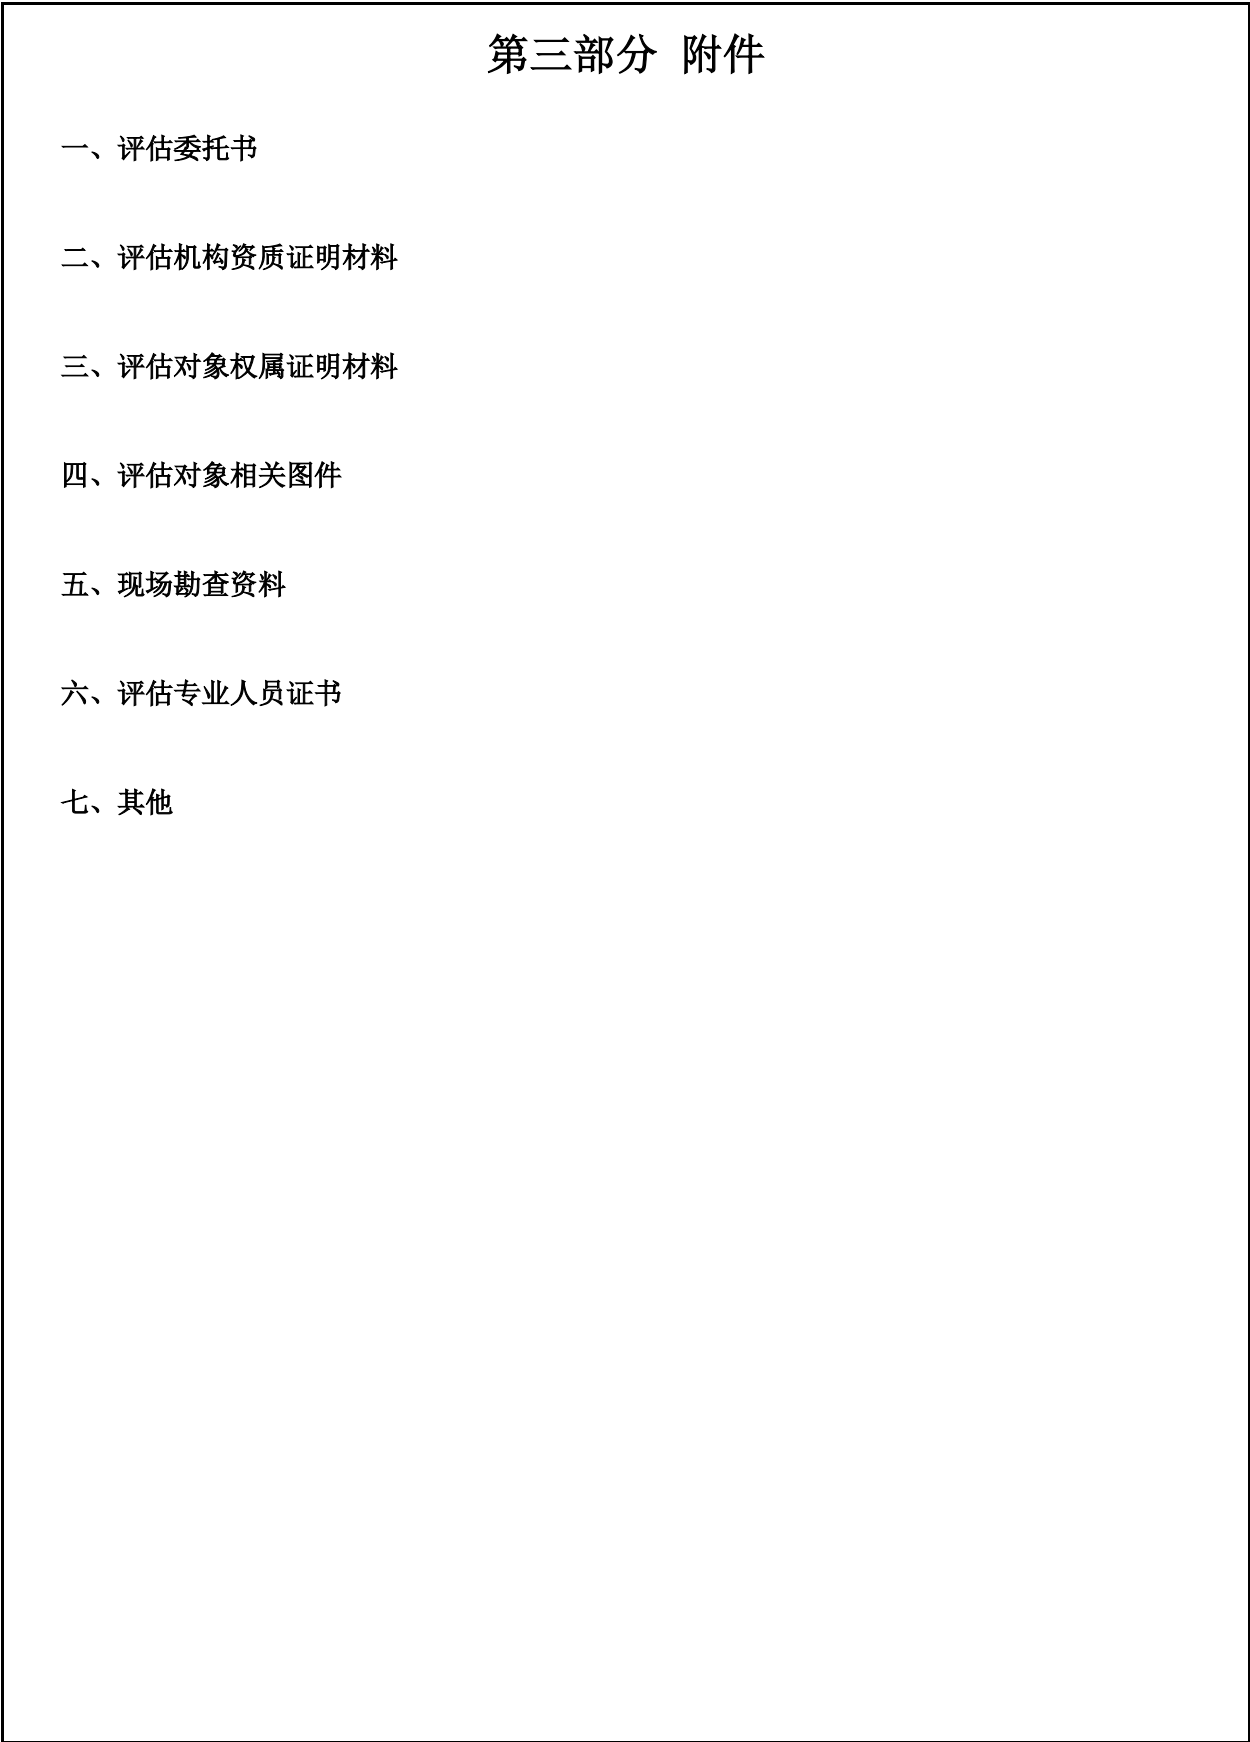 第三部分 附件
一、评估委托书
二、评估机构资质证明材料
三、评估对象权属证明材料
四、评估对象相关图件
五、现场勘查资料
六、评估专业人员证书
七、其他